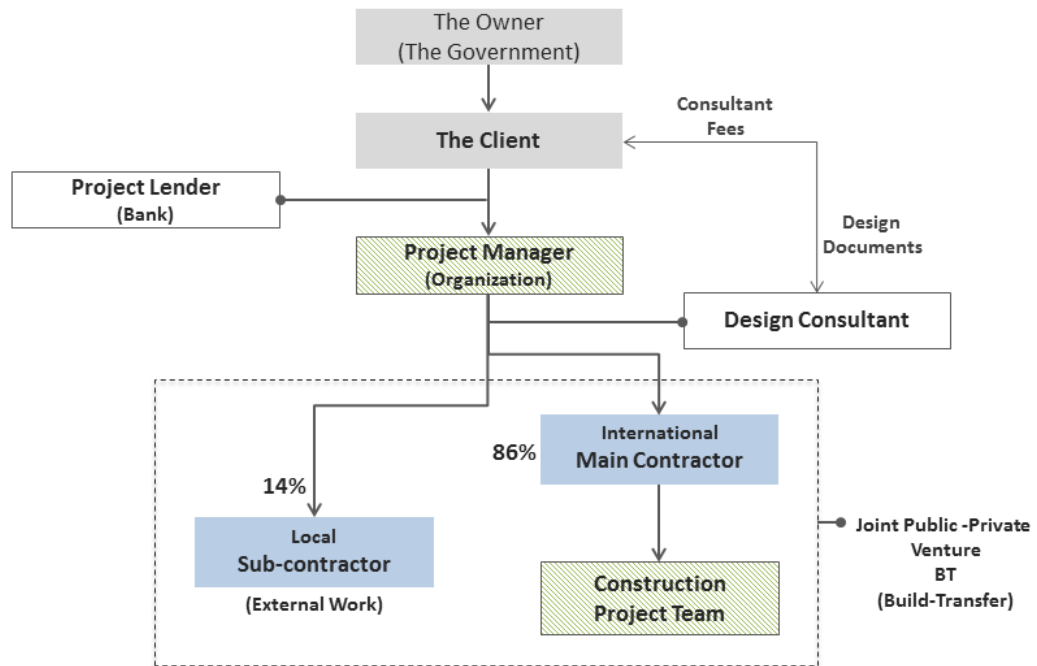 The Owner
(The Government)
Consultant
Fees
The Client
Project Lender
(Bank)
Design
Documents
Project Manager
(Organization)
Design Consultant
International
Main Contractor
86%
14%
Local
Sub-contractor
(External Work)
Construction
Project Team
Joint Public -Private
Venture
BT
(Build-Transfer)